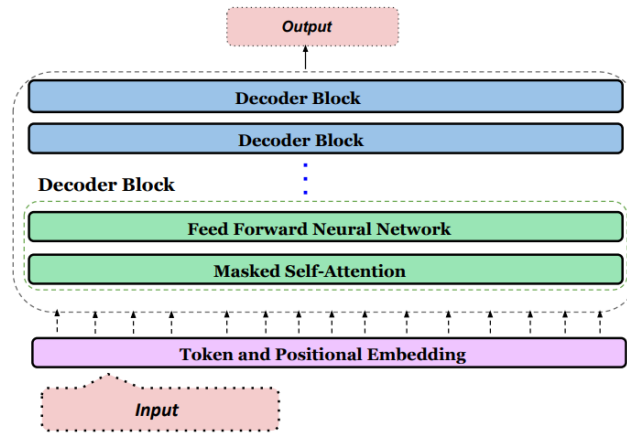 Output
Decoder Block
Decoder Block
Decoder Block
Feed Forward Neural Network
Masked Self-Attention
Token and Positional Embedding
Input